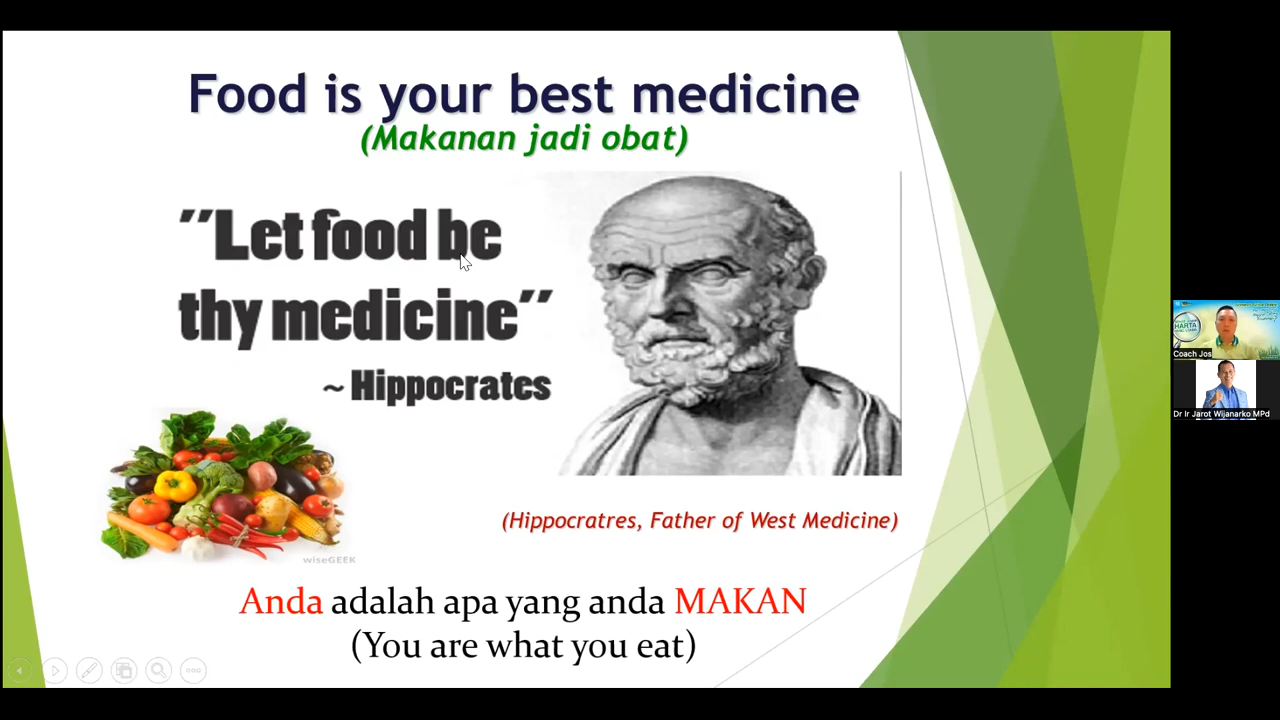 Food is your best medicine
(Makanan jadi obat)
"Let food be
thy medicine"
~ Hippocrates
wiseGEEK
(Hippocratres, Father of West Medicine)
Anda adalah apa yang anda MAKAN
(You are what you eat)
HARTA
Coach Jos
Dr Ir Jarot Wijanarko MPd